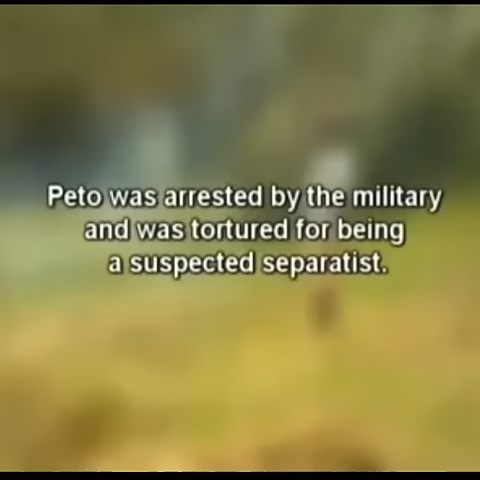 Peto was arrested by the military
and was tortured for being
a suspected separatist.